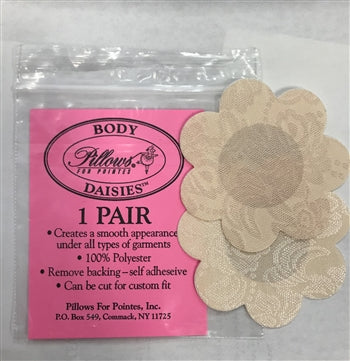 BODY
Pillows®
FOR POINTES
DAISIES™
1 PAIR
• Creates a smooth appearance
under all types of garments
• 100% Polyester
• Remove backing–self adhesive
• Can be cut for custom fit
Pillows For Pointes, Inc.
P.O. Box 549, Commack, NY 11725